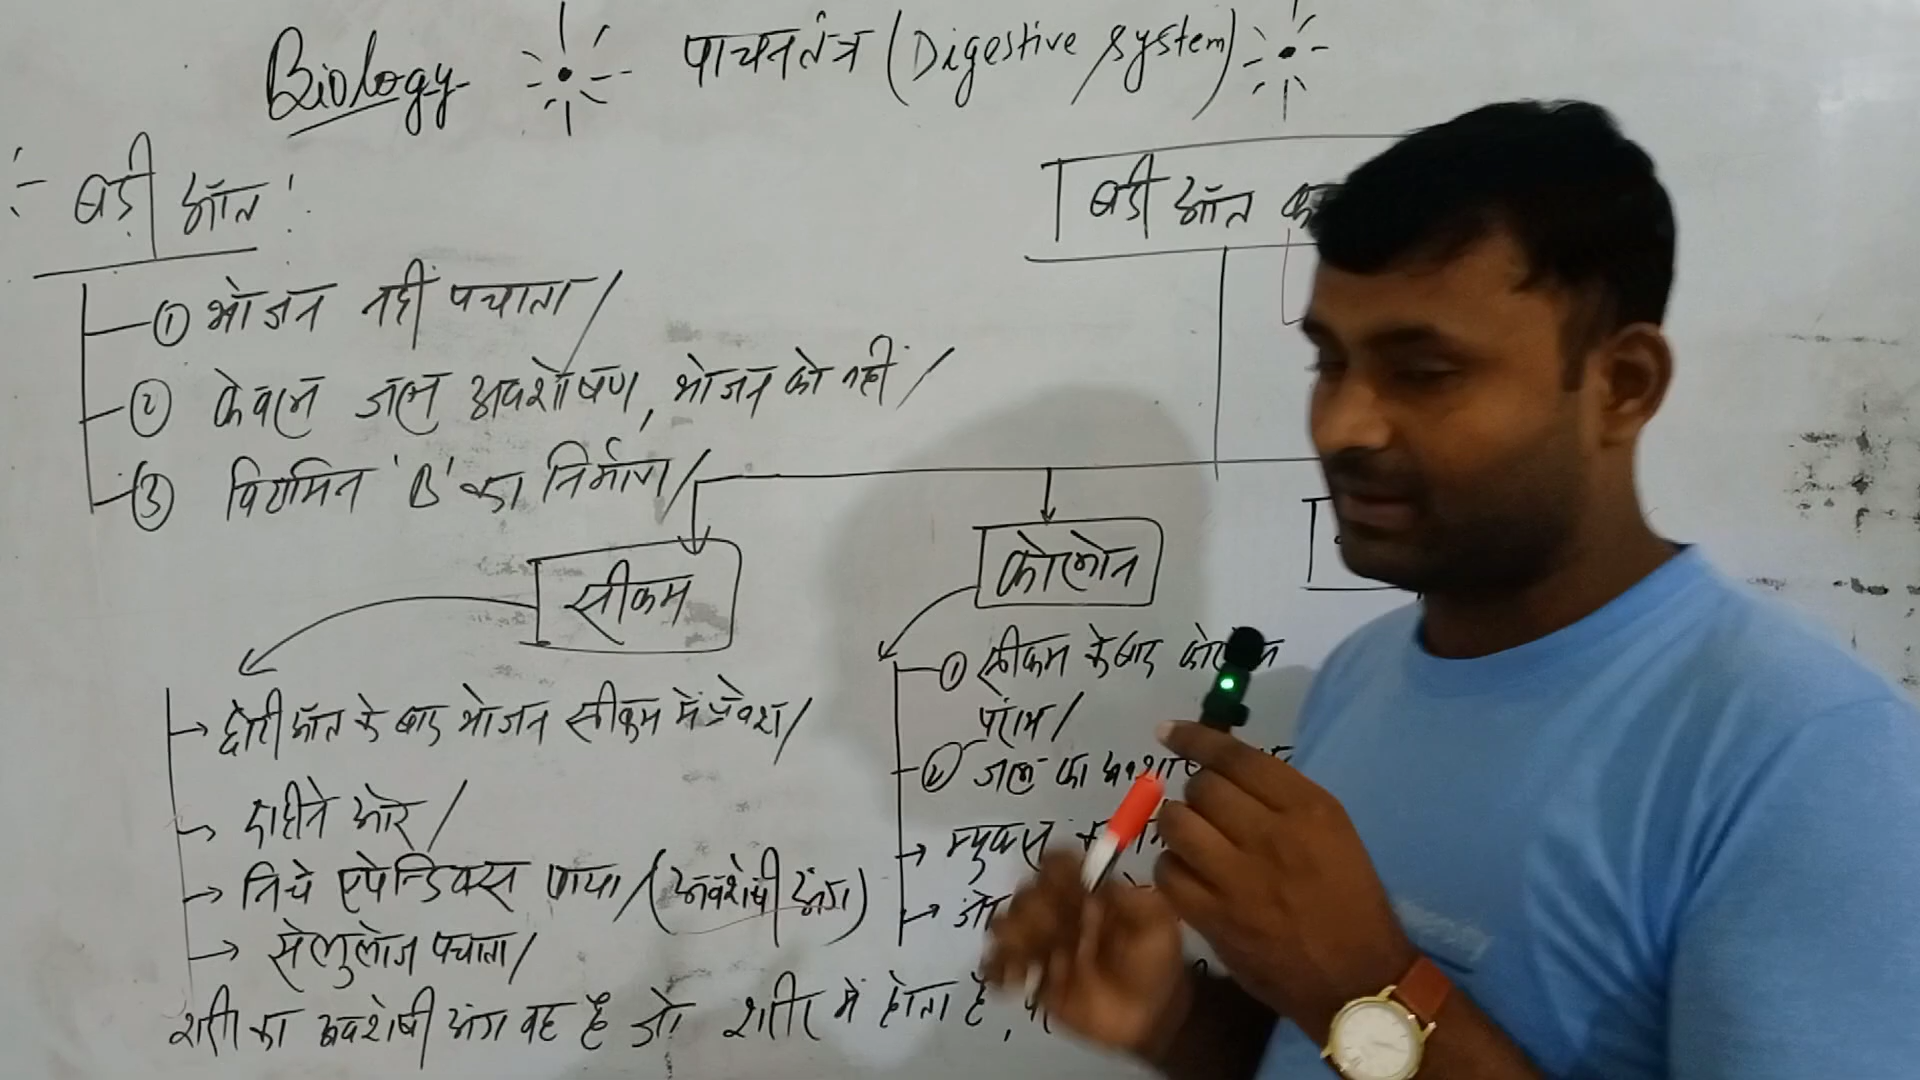 Biology पाचनतंत्र (Digestive system)
बडी आँत
① भोजन नहीं पचाता/
② केवल जल अवशोषण, भोजन को नहीं/
③ विटामिन 'B' का निर्माण/
बडी आँत
सीकम
→ छोटी आँत के बाद भोजन सीकम में प्रवेश/
→ दाहीने ओर/
→ निचे एपेन्डिक्स पाया/(अवशेषी अंग)
→ सेलुलोज पचाता/
कोलोन
① सीकम के बाद
प्रारंभ/
② जल का
→ म्युकस +
शरीर का अवशेषी अंग वह है जो शरीर में होता है,